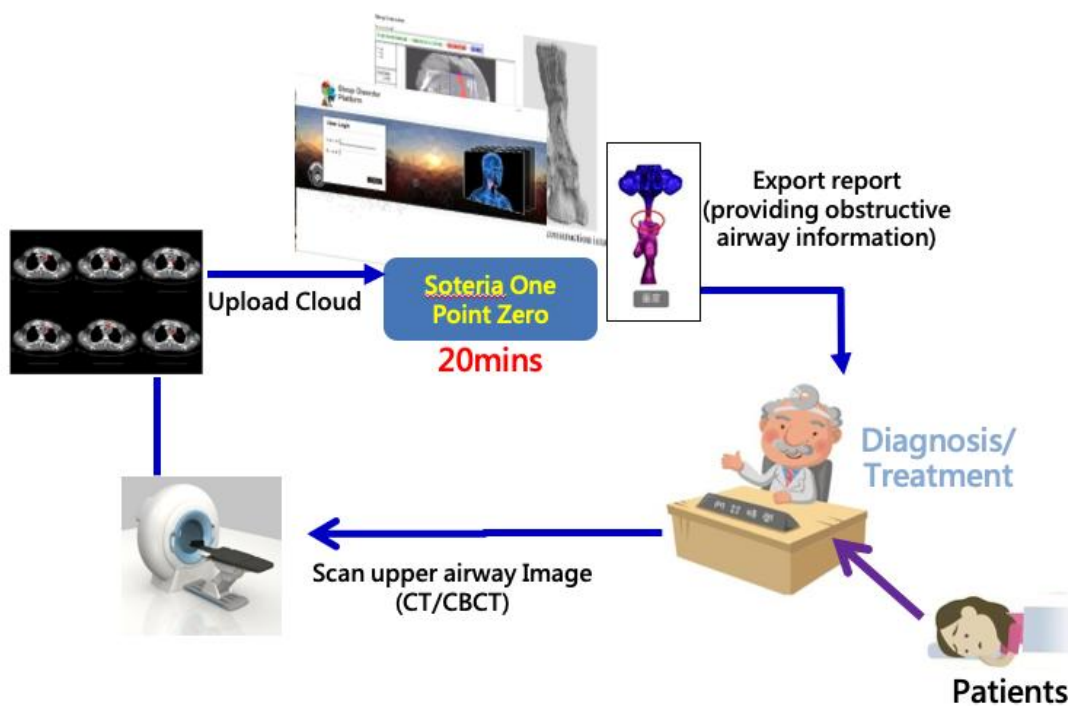 Sleep Disorder
Platform
User Login
Export report
(providing obstructive
airway information)
Upload Cloud
Soteria One
Point Zero
20mins
Diagnosis/
Treatment
Scan upper airway Image
(CT/CBCT)
Patients